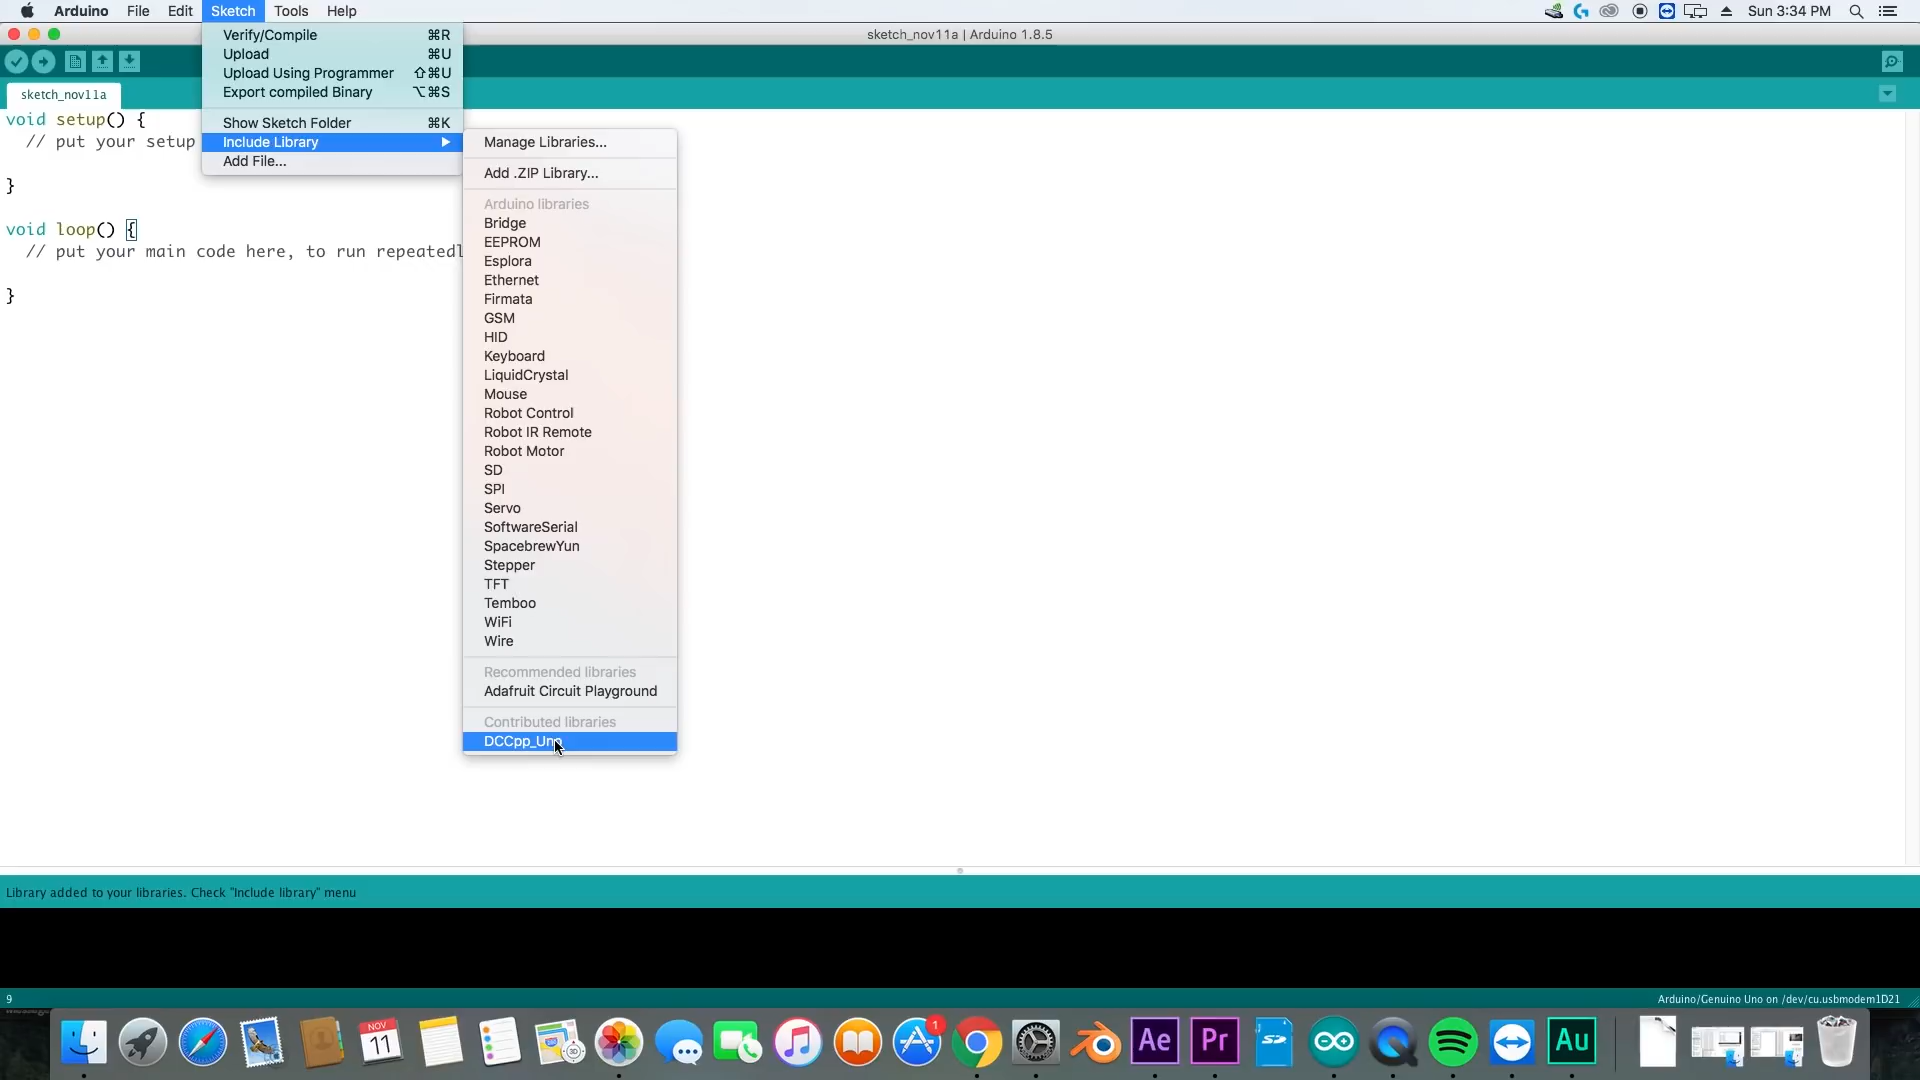 Arduino File Edit Sketch Tools Help
Sun 3:34 PM
sketch_nov11a | Arduino 1.8.5
Verify/Compile ⌘R
Upload ⌘U
Upload Using Programmer ⇧⌘U
Export compiled Binary ⌥⌘S
Show Sketch Folder ⌘K
Include Library
Add File...
sketch_nov11a
void setup() {
// put your setup
}
void loop() {
// put your main code here, to run repeatedl
}
Manage Libraries...
Add .ZIP Library...
Arduino libraries
Bridge
EEPROM
Esplora
Ethernet
Firmata
GSM
HID
Keyboard
LiquidCrystal
Mouse
Robot Control
Robot IR Remote
Robot Motor
SD
SPI
Servo
SoftwareSerial
SpacebrewYun
Stepper
TFT
Temboo
WiFi
Wire
Recommended libraries
Adafruit Circuit Playground
Contributed libraries
DCCpp_Uno
Library added to your libraries. Check "Include library" menu
9
Arduino/Genuino Uno on /dev/cu.usbmodem1D21
NOV
11
3D
1
Ae
Pr
SD
Au